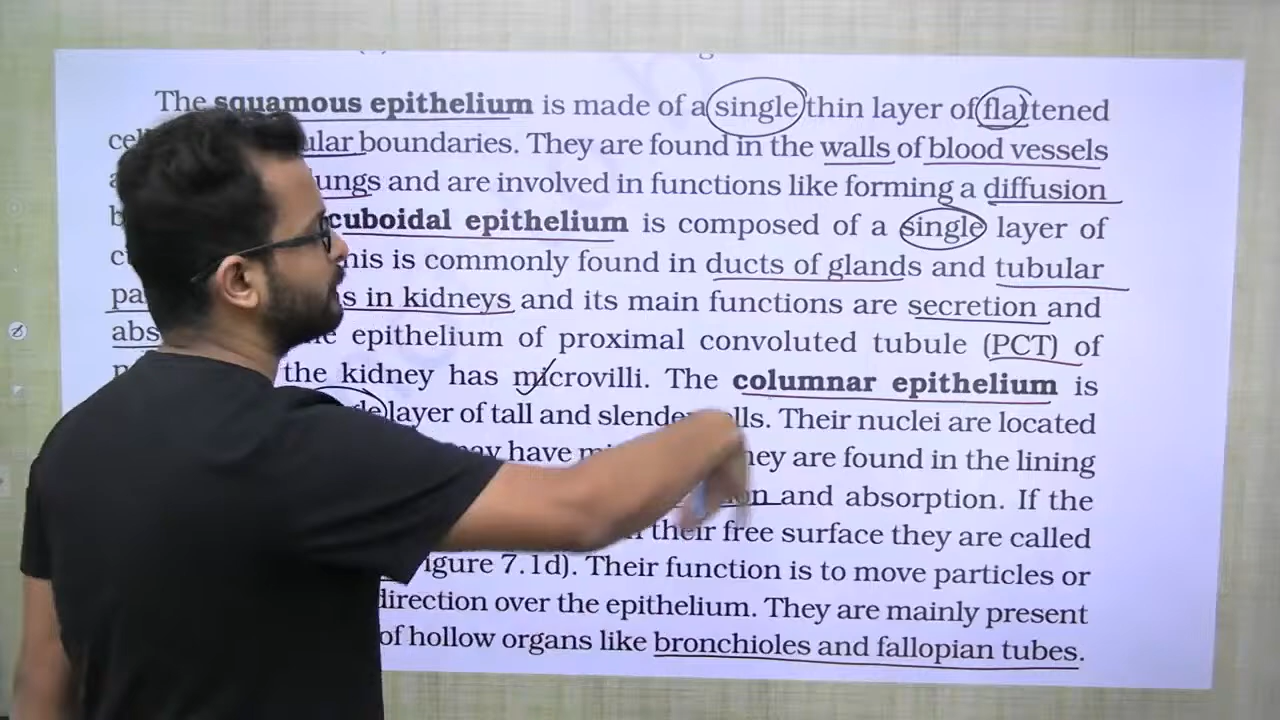 The squamous epithelium is made of a single thin layer of flattened
ular boundaries. They are found in the walls of blood vessels
ungs and are involved in functions like forming a diffusion
cuboidal epithelium is composed of a single layer of
his is commonly found in ducts of glands and tubular
pa s in kidneys and its main functions are secretion and
abs epithelium of proximal convoluted tubule (PCT) of
the kidney has microvilli. The columnar epithelium is
layer of tall and slende lls. Their nuclei are located
ay have hey are found in the lining
on and absorption. If the
their free surface they are called
igure 7.1d). Their function is to move particles or
direction over the epithelium. They are mainly present
of hollow organs like bronchioles and fallopian tubes.